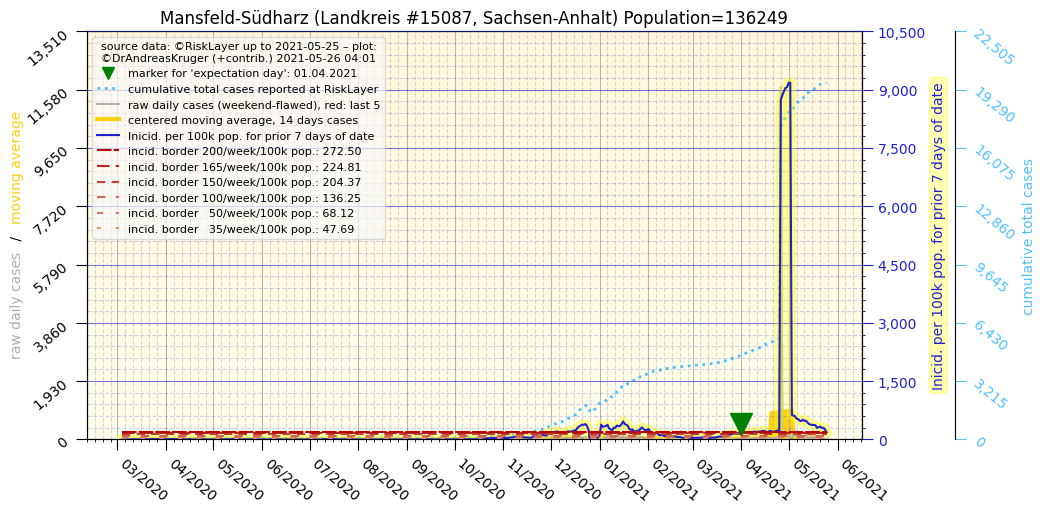 Mansfeld-Südharz (Landkreis #15087, Sachsen-Anhalt) Population=136249
source data: ©RiskLayer up to 2021-05-25 – plot:
©DrAndreasKruger (+contrib.) 2021-05-26 04:01
marker for 'expectation day': 01.04.2021
cumulative total cases reported at RiskLayer
raw daily cases (weekend-flawed), red: last 5
centered moving average, 14 days cases
Inicid. per 100k pop. for prior 7 days of date
incid. border 200/week/100k pop.: 272.50
incid. border 165/week/100k pop.: 224.81
incid. border 150/week/100k pop.: 204.37
incid. border 100/week/100k pop.: 136.25
incid. border 50/week/100k pop.: 68.12
incid. border 35/week/100k pop.: 47.69
raw daily cases / moving average
13,510
11,580
9,650
7,720
5,790
3,860
1,930
0
10,500
9,000
7,500
6,000
4,500
3,000
1,500
0
Inicid. per 100k pop. for prior 7 days of date
22,505
19,290
16,075
12,860
9,645
6,430
3,215
0
cumulative total cases
03/2020
04/2020
05/2020
06/2020
07/2020
08/2020
09/2020
10/2020
11/2020
12/2020
01/2021
02/2021
03/2021
04/2021
05/2021
06/2021